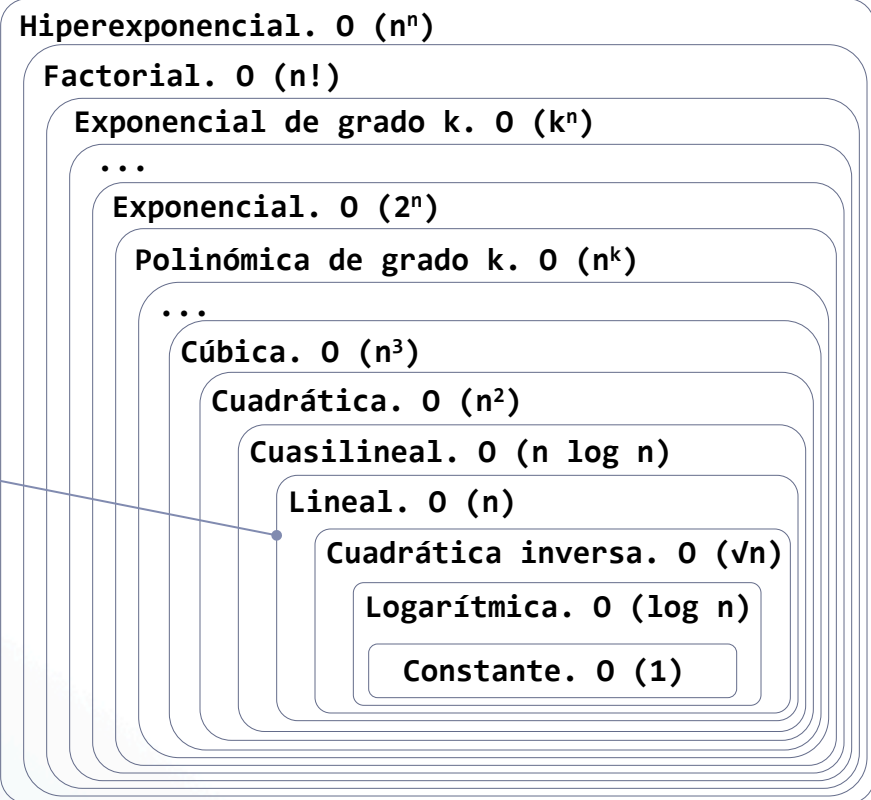 Hiperexponencial. O (nⁿ)
Factorial. O (n!)
Exponencial de grado k. O (kⁿ)
...
Exponencial. O (2ⁿ)
Polinómica de grado k. O (nᵏ)
...
Cúbica. O (n³)
Cuadrática. O (n²)
Cuasilineal. O (n log n)
Lineal. O (n)
Cuadrática inversa. O (√n)
Logarítmica. O (log n)
Constante. O (1)